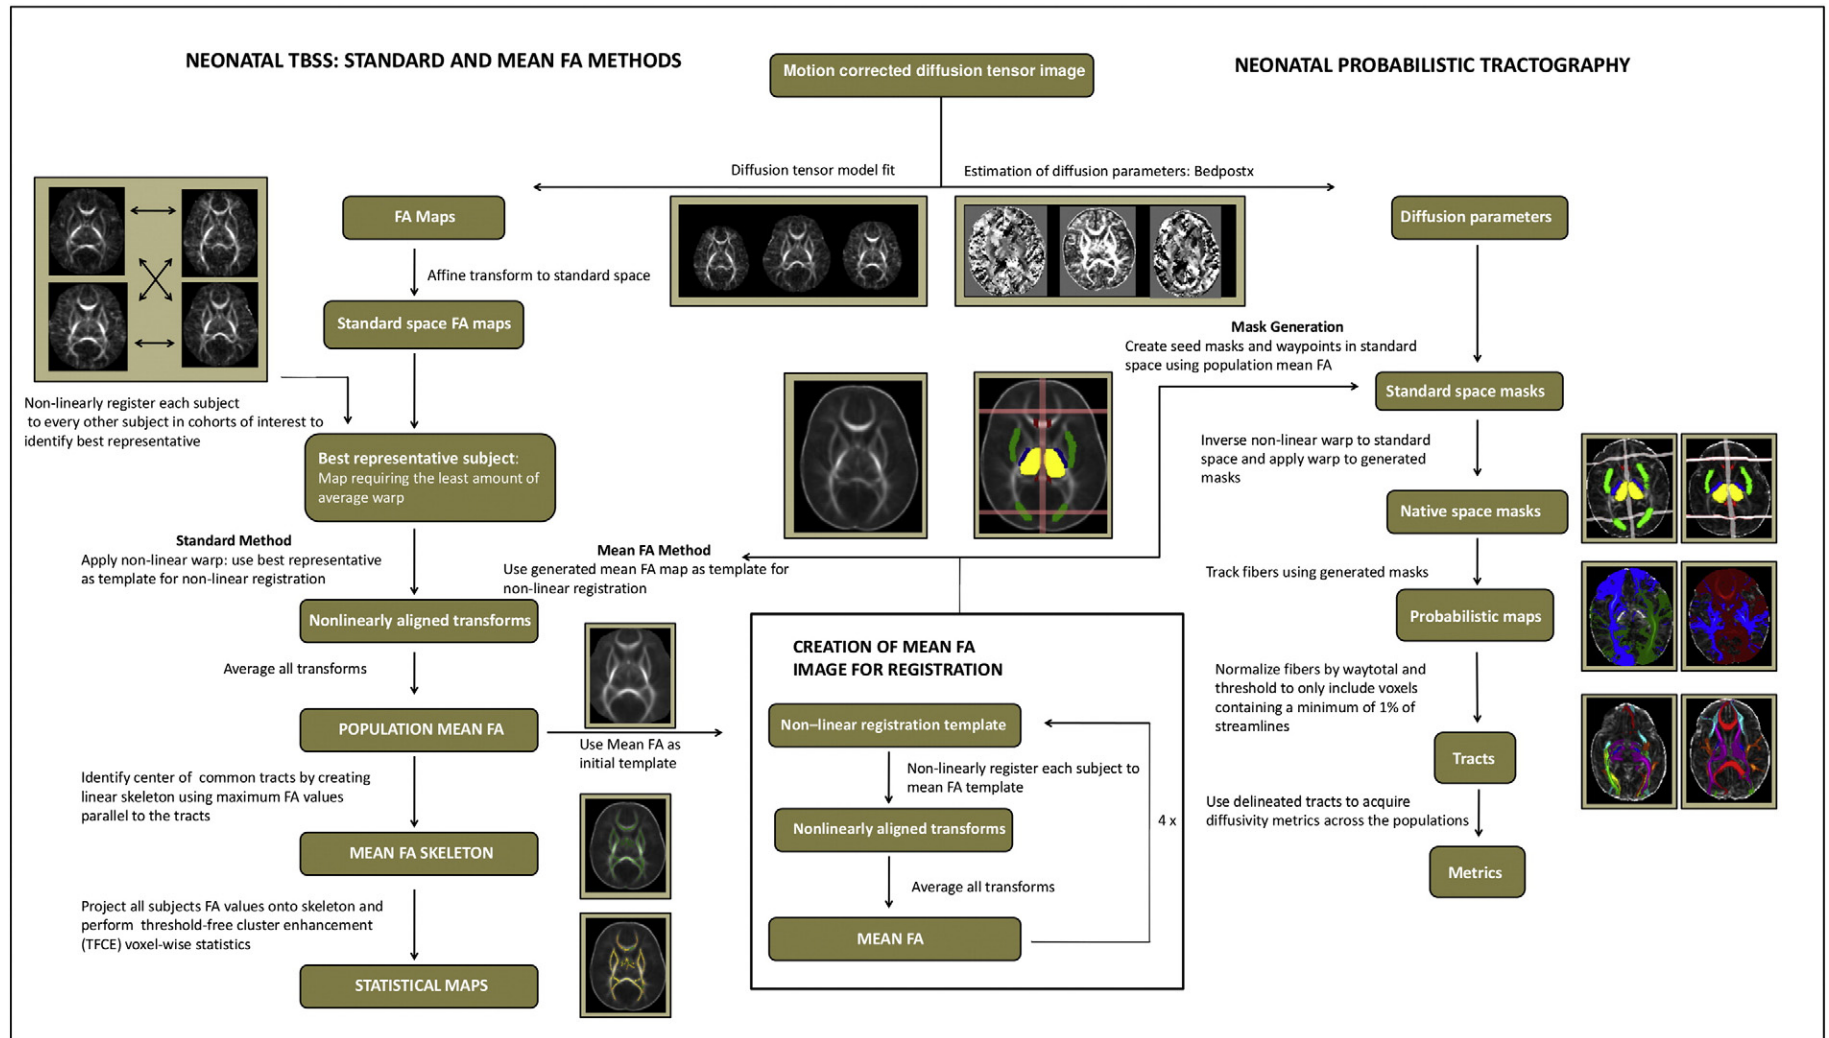 NEONATAL TBSS: STANDARD AND MEAN FA METHODS
Motion corrected diffusion tensor image
NEONATAL PROBABILISTIC TRACTOGRAPHY
Diffusion tensor model fit
Estimation of diffusion parameters: Bedpostx
FA Maps
Affine transform to standard space
Standard space FA maps
Non-linearly register each subject
to every other subject in cohorts of interest to
identify best representative
Best representative subject:
Map requiring the least amount of
average warp
Standard Method
Apply non-linear warp: use best representative
as template for non-linear registration
Mean FA Method
Use generated mean FA map as template for
non-linear registration
Nonlinearly aligned transforms
Average all transforms
POPULATION MEAN FA
Use Mean FA as
initial template
Identify center of common tracts by creating
linear skeleton using maximum FA values
parallel to the tracts
MEAN FA SKELETON
Project all subjects FA values onto skeleton and
perform threshold-free cluster enhancement
(TFCE) voxel-wise statistics
STATISTICAL MAPS
CREATION OF MEAN FA
IMAGE FOR REGISTRATION
Non–linear registration template
Non-linearly register each subject to
mean FA template
Nonlinearly aligned transforms
4 x
Average all transforms
MEAN FA
Diffusion parameters
Mask Generation
Create seed masks and waypoints in standard
space using population mean FA
Standard space masks
Inverse non-linear warp to standard
space and apply warp to generated
masks
Native space masks
Track fibers using generated masks
Probabilistic maps
Normalize fibers by waytotal and
threshold to only include voxels
containing a minimum of 1% of
streamlines
Tracts
Use delineated tracts to acquire
diffusivity metrics across the populations
Metrics